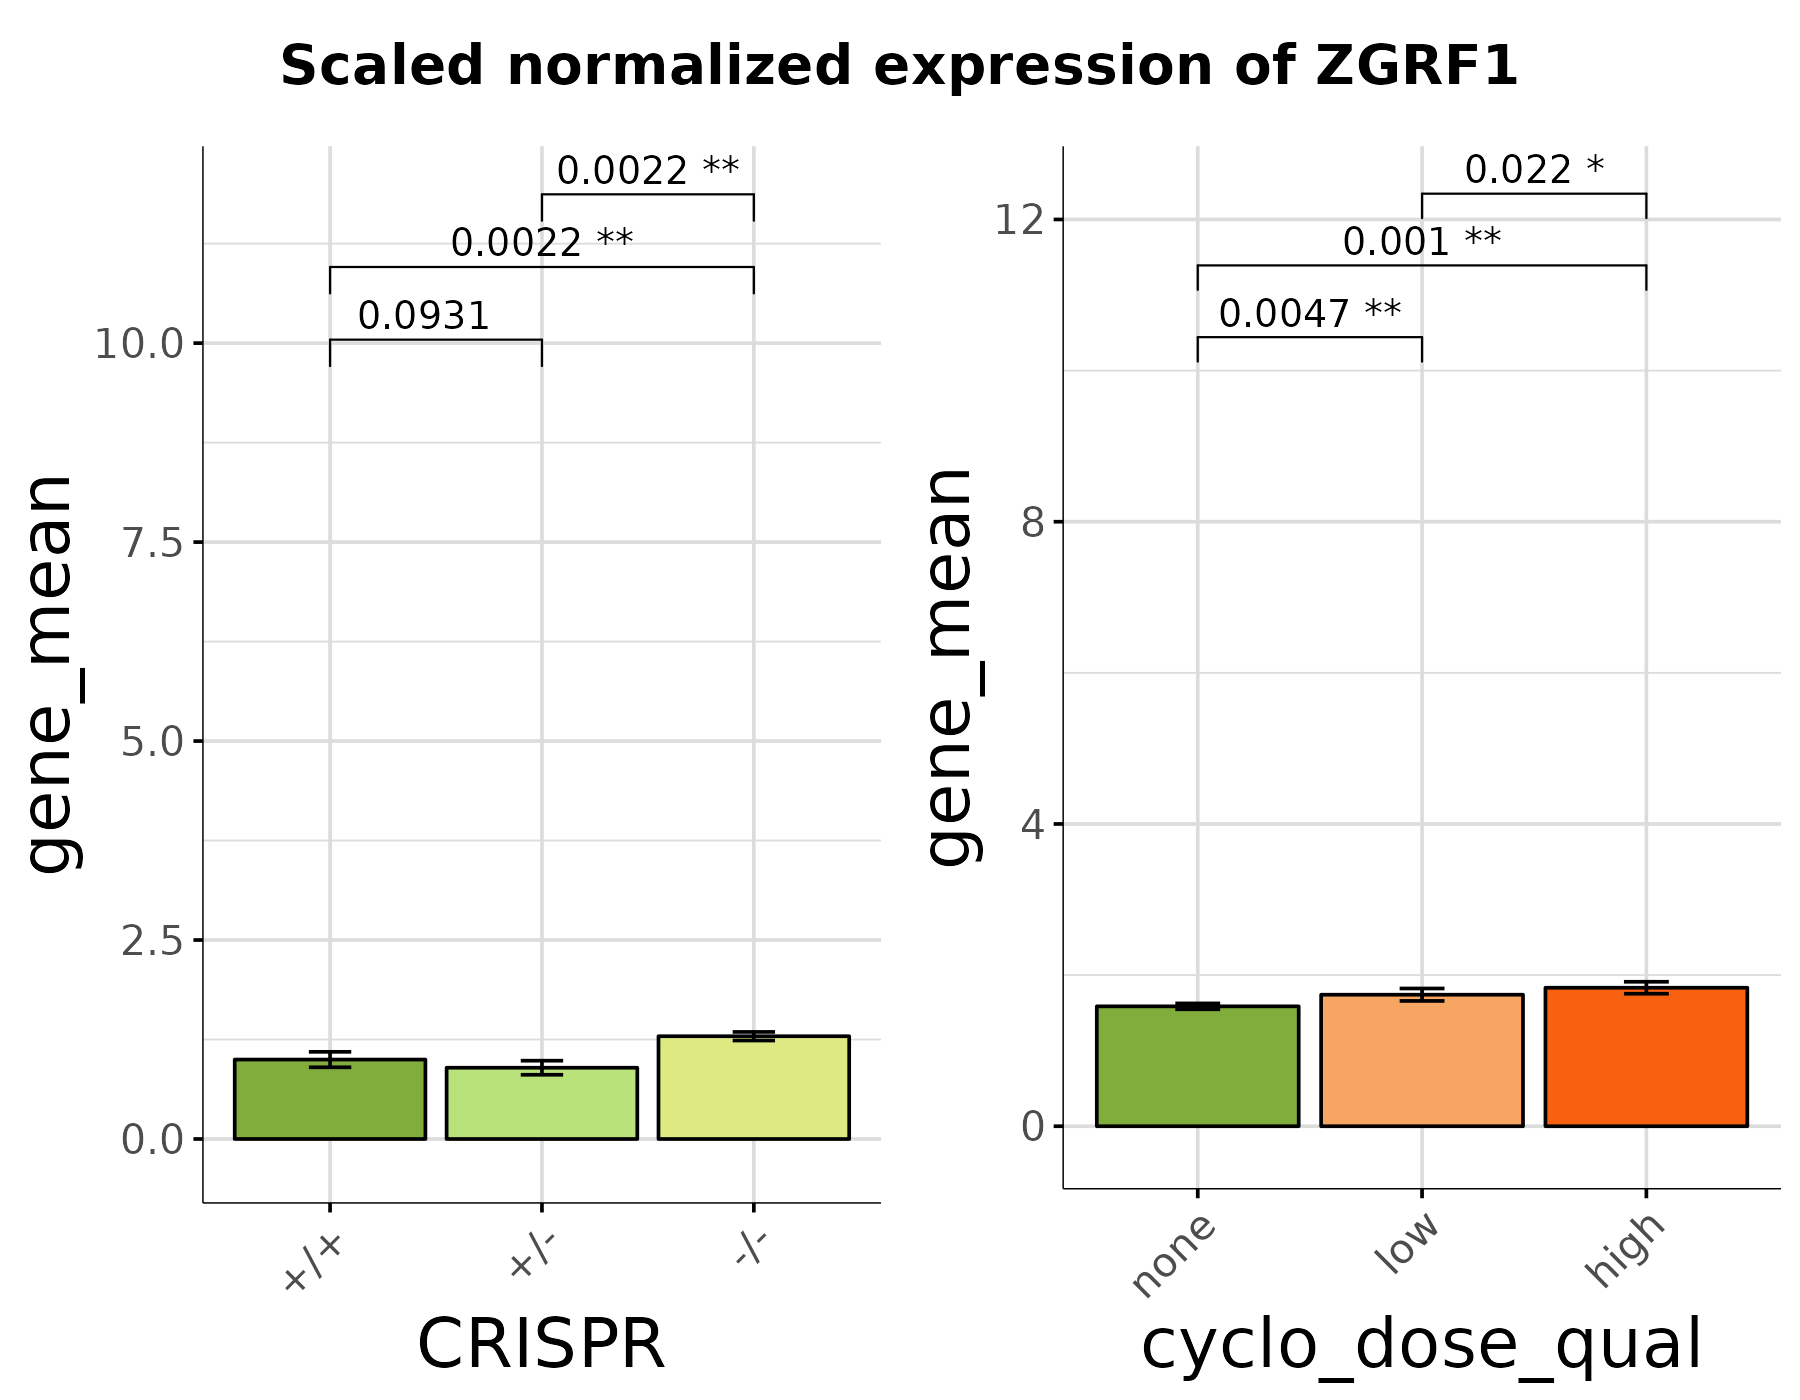 Scaled normalized expression of ZGRF1
gene_mean
10.0
7.5
5.0
2.5
0.0
0.0022 **
0.0022 **
0.0931
+/+
+/-
-/-
CRISPR
gene_mean
12
8
4
0
0.022 *
0.001 **
0.0047 **
none
low
high
cyclo_dose_qual